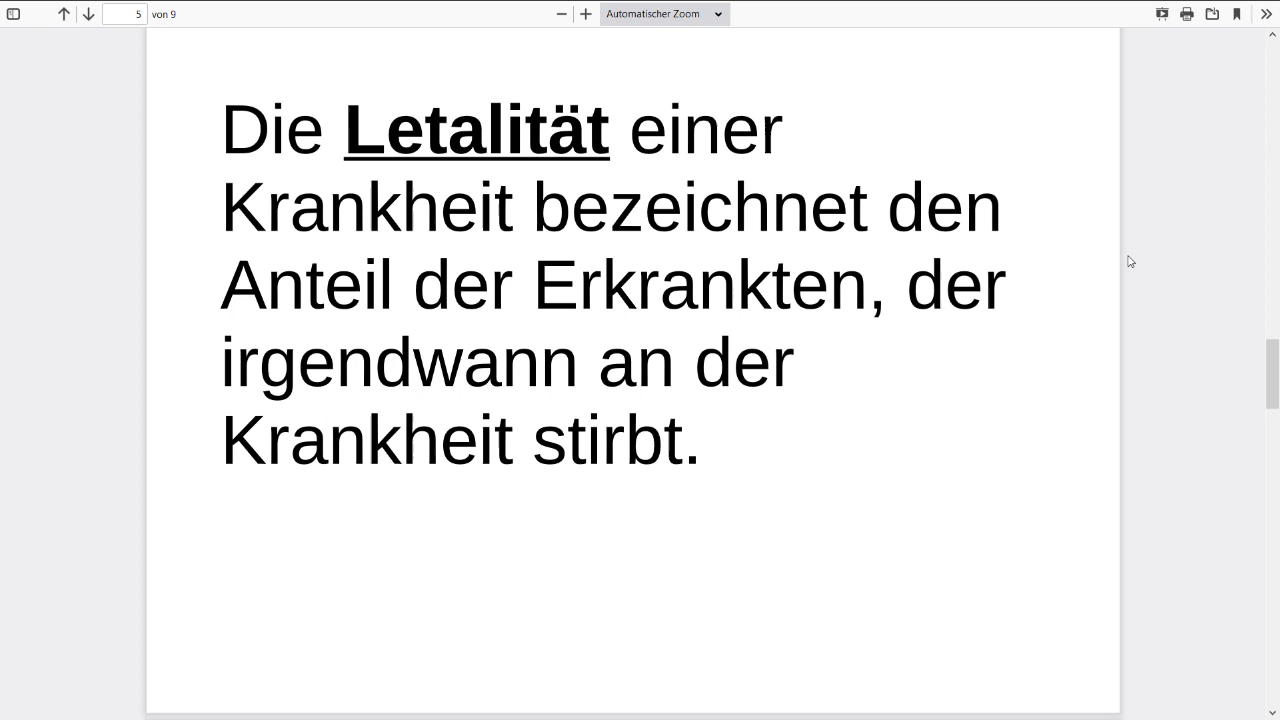 5 von 9 Automatischer Zoom
Die Letalität einer
Krankheit bezeichnet den
Anteil der Erkrankten, der
irgendwann an der
Krankheit stirbt.